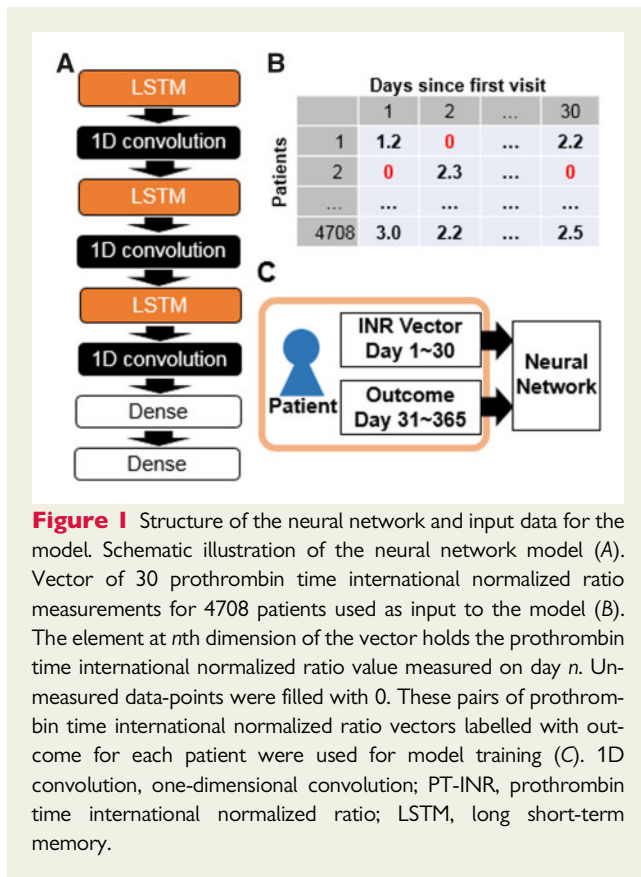 A
LSTM
1D convolution
LSTM
1D convolution
LSTM
1D convolution
Dense
Dense
B
Days since first visit
1 2 ... 30
Patients
1 1.2 0 ... 2.2
2 0 2.3 ... 0
... ... ... ... ...
4708 3.0 2.2 ... 2.5
C
Patient
INR Vector
Day 1~30
Outcome
Day 31~365
Neural
Network
Figure 1 Structure of the neural network and input data for the
model. Schematic illustration of the neural network model (A).
Vector of 30 prothrombin time international normalized ratio
measurements for 4708 patients used as input to the model (B).
The element at nth dimension of the vector holds the prothrombin
time international normalized ratio value measured on day n. Un-
measured data-points were filled with 0. These pairs of prothrom-
bin time international normalized ratio vectors labelled with out-
come for each patient were used for model training (C). 1D
convolution, one-dimensional convolution; PT-INR, prothrombin
time international normalized ratio; LSTM, long short-term
memory.